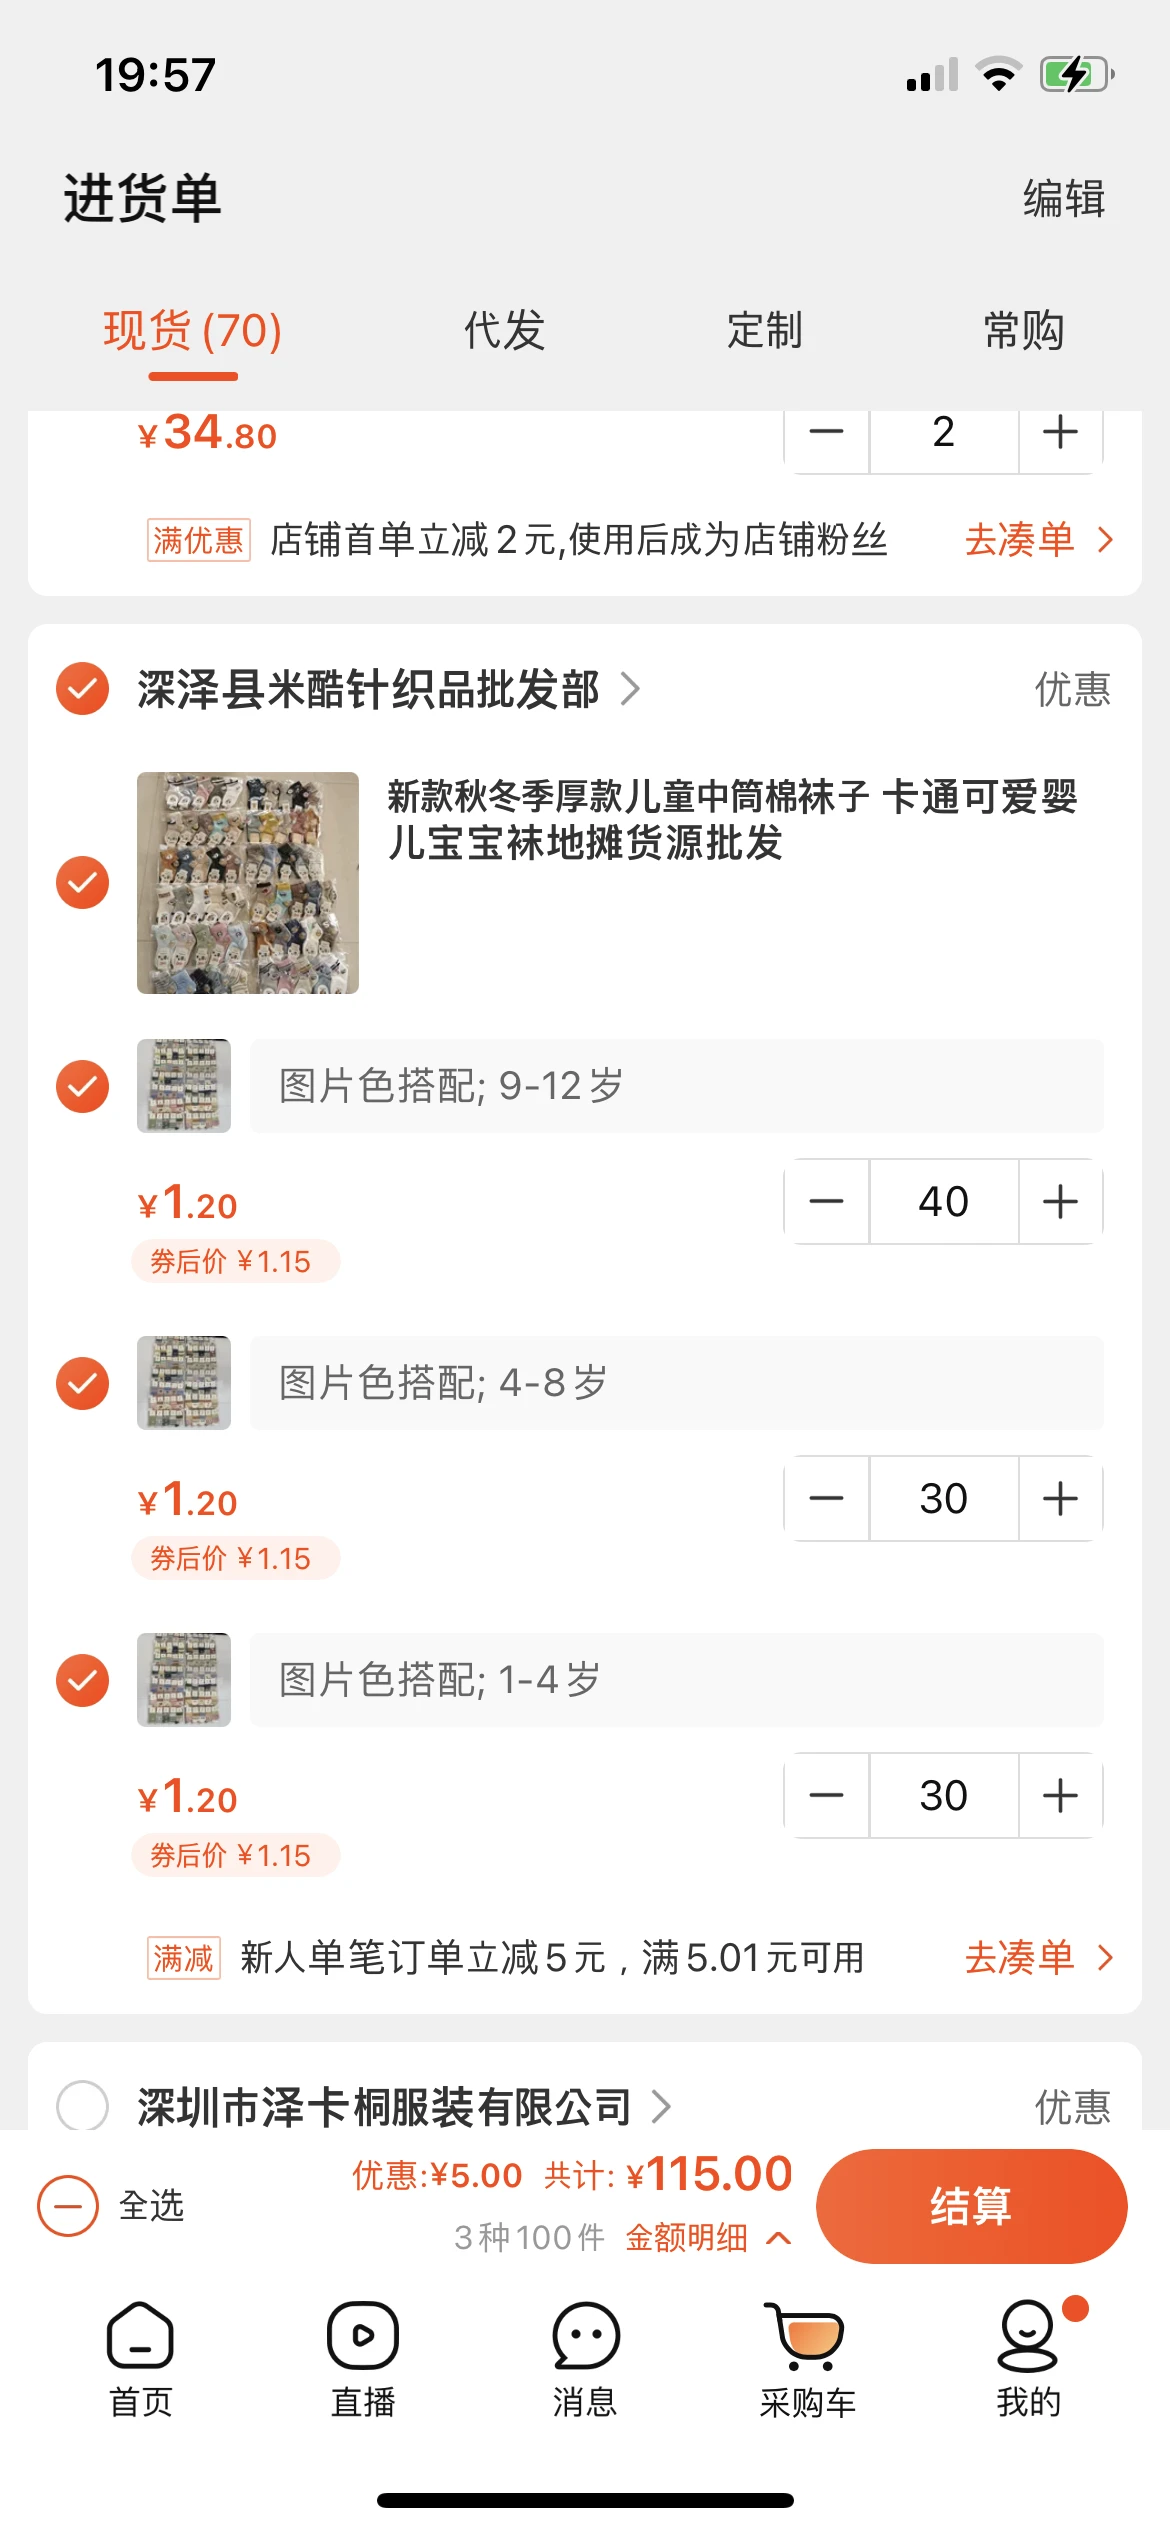 19:57
进货单
编辑
现货(70)
代发
定制
常购
¥34.80
2
满优惠 店铺首单立减2元,使用后成为店铺粉丝 去凑单
深泽县米酷针织品批发部
优惠
新款秋冬季厚款儿童中筒棉袜子 卡通可爱婴
儿宝宝袜地摊货源批发
图片色搭配; 9-12岁
¥1.20
40
券后价 ¥1.15
图片色搭配; 4-8岁
¥1.20
30
券后价 ¥1.15
图片色搭配; 1-4岁
¥1.20
30
券后价 ¥1.15
满减 新人单笔订单立减5元，满5.01元可用 去凑单
深圳市泽卡桐服装有限公司
优惠
全选
优惠:¥5.00 共计: ¥115.00
3种100件 金额明细
结算
首页
直播
消息
采购车
我的